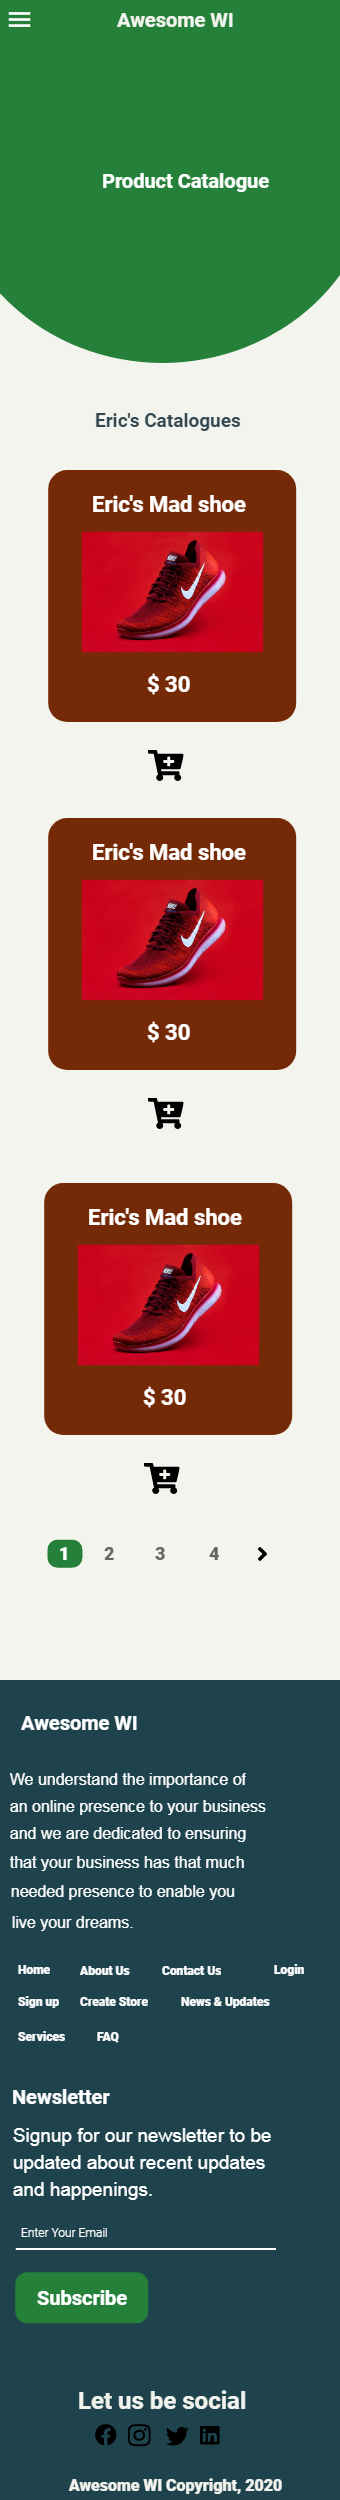 Awesome WI
Product Catalogue
Eric's Catalogues
Eric's Mad shoe
$ 30
Eric's Mad shoe
$ 30
Eric's Mad shoe
$ 30
1 2 3 4
Awesome WI
We understand the importance of
an online presence to your business
and we are dedicated to ensuring
that your business has that much
needed presence to enable you
live your dreams.
Home About Us Contact Us Login
Sign up Create Store News & Updates
Services FAQ
Newsletter
Signup for our newsletter to be
updated about recent updates
and happenings.
Enter Your Email
Subscribe
Let us be social
Awesome WI Copyright, 2020